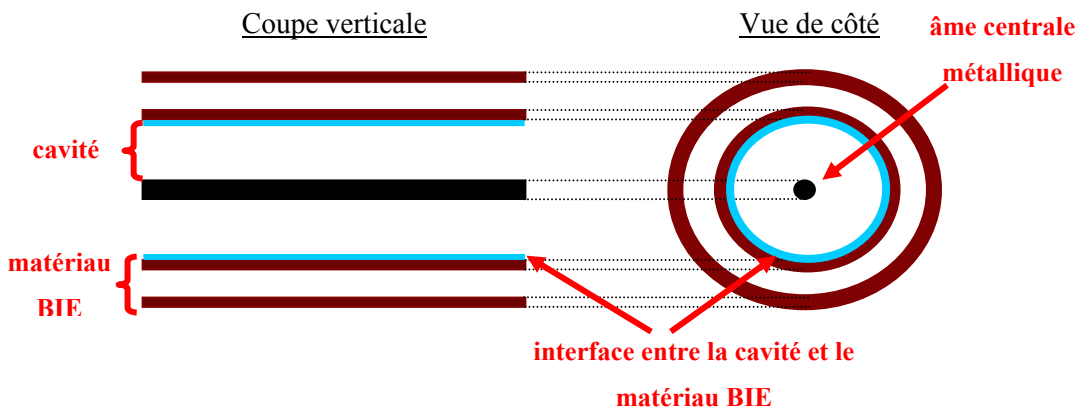 Coupe verticale
Vue de côté
âme centrale
métallique
cavité
matériau
BIE
interface entre la cavité et le
matériau BIE